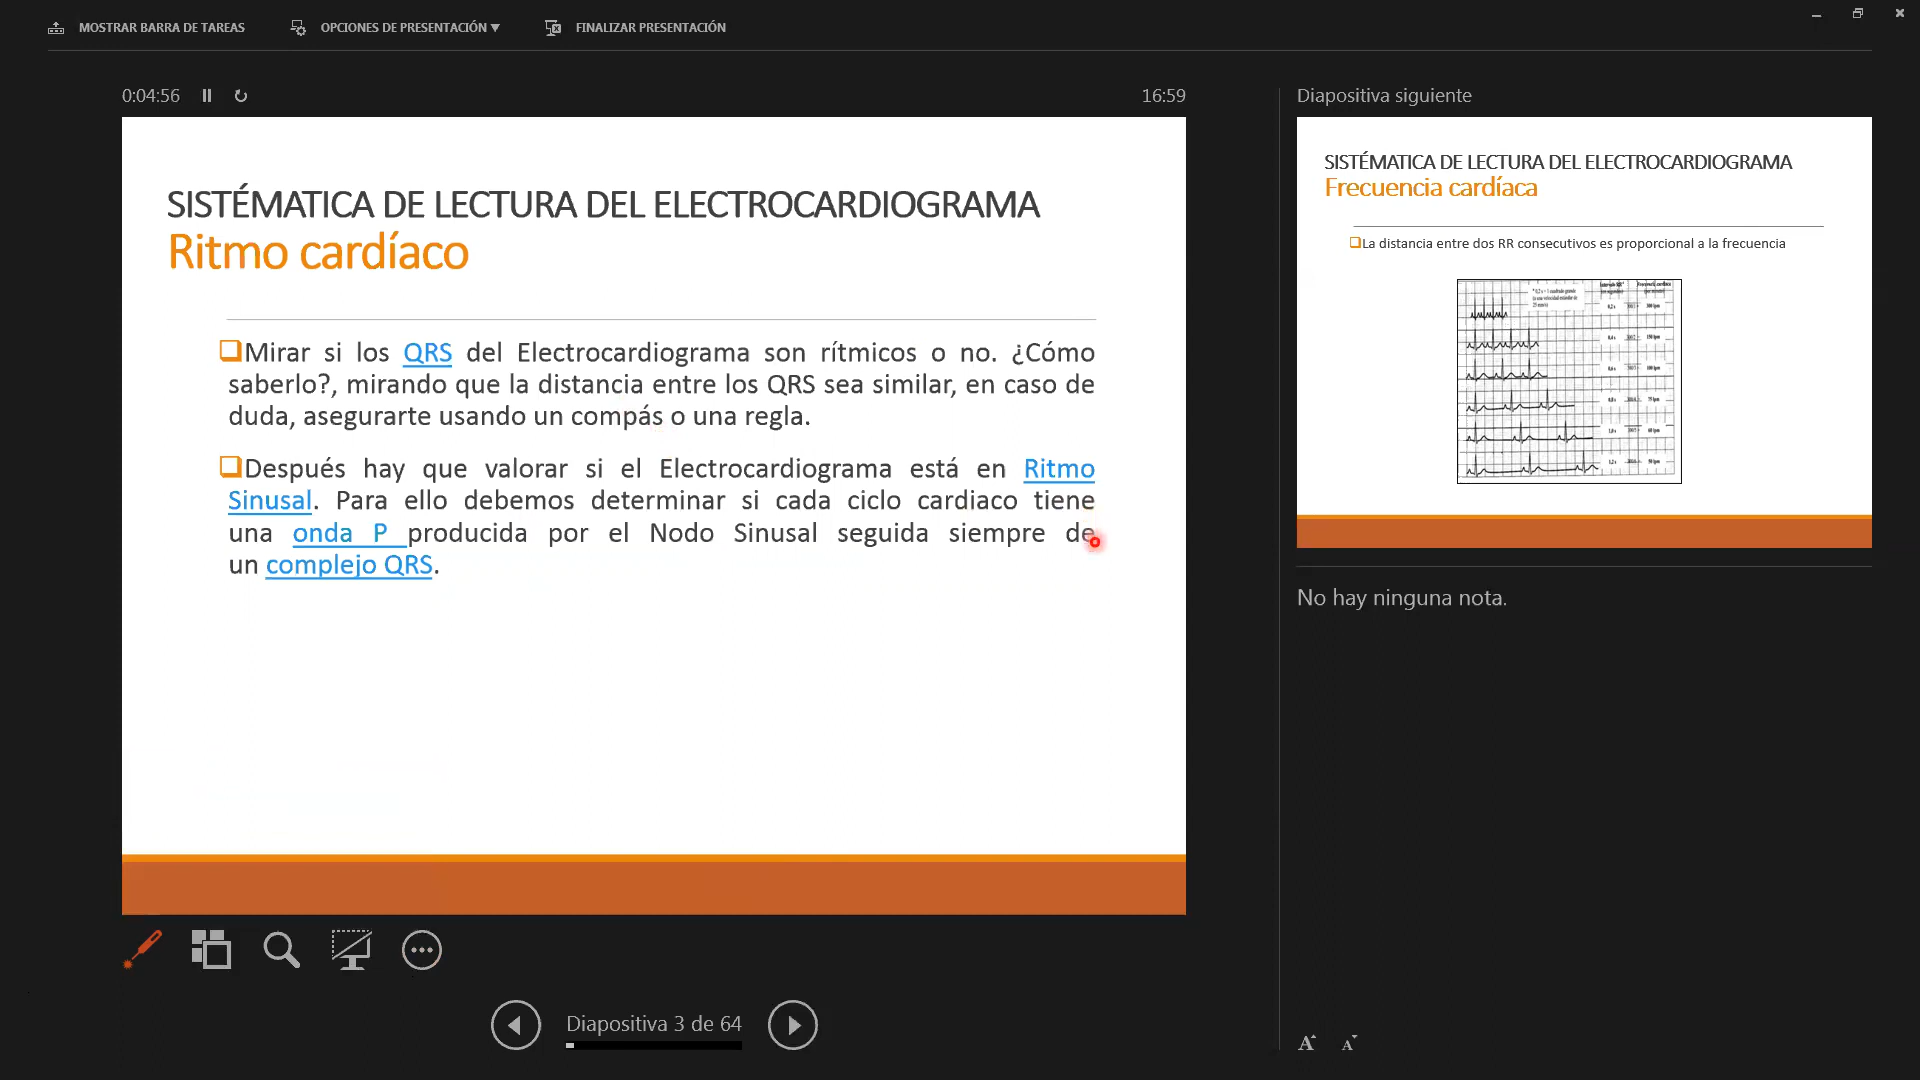 MOSTRAR BARRA DE TAREAS
OPCIONES DE PRESENTACIÓN ▼
FINALIZAR PRESENTACIÓN
0:04:56
16:59
SISTÉMATICA DE LECTURA DEL ELECTROCARDIOGRAMA
Ritmo cardíaco
Mirar si los QRS del Electrocardiograma son rítmicos o no. ¿Cómo
saberlo?, mirando que la distancia entre los QRS sea similar, en caso de
duda, asegurarte usando un compás o una regla.
Después hay que valorar si el Electrocardiograma está en Ritmo
Sinusal. Para ello debemos determinar si cada ciclo cardiaco tiene
una onda P producida por el Nodo Sinusal seguida siempre de
un complejo QRS.
Diapositiva 3 de 64
Diapositiva siguiente
SISTÉMATICA DE LECTURA DEL ELECTROCARDIOGRAMA
Frecuencia cardíaca
La distancia entre dos RR consecutivos es proporcional a la frecuencia
No hay ninguna nota.
A A